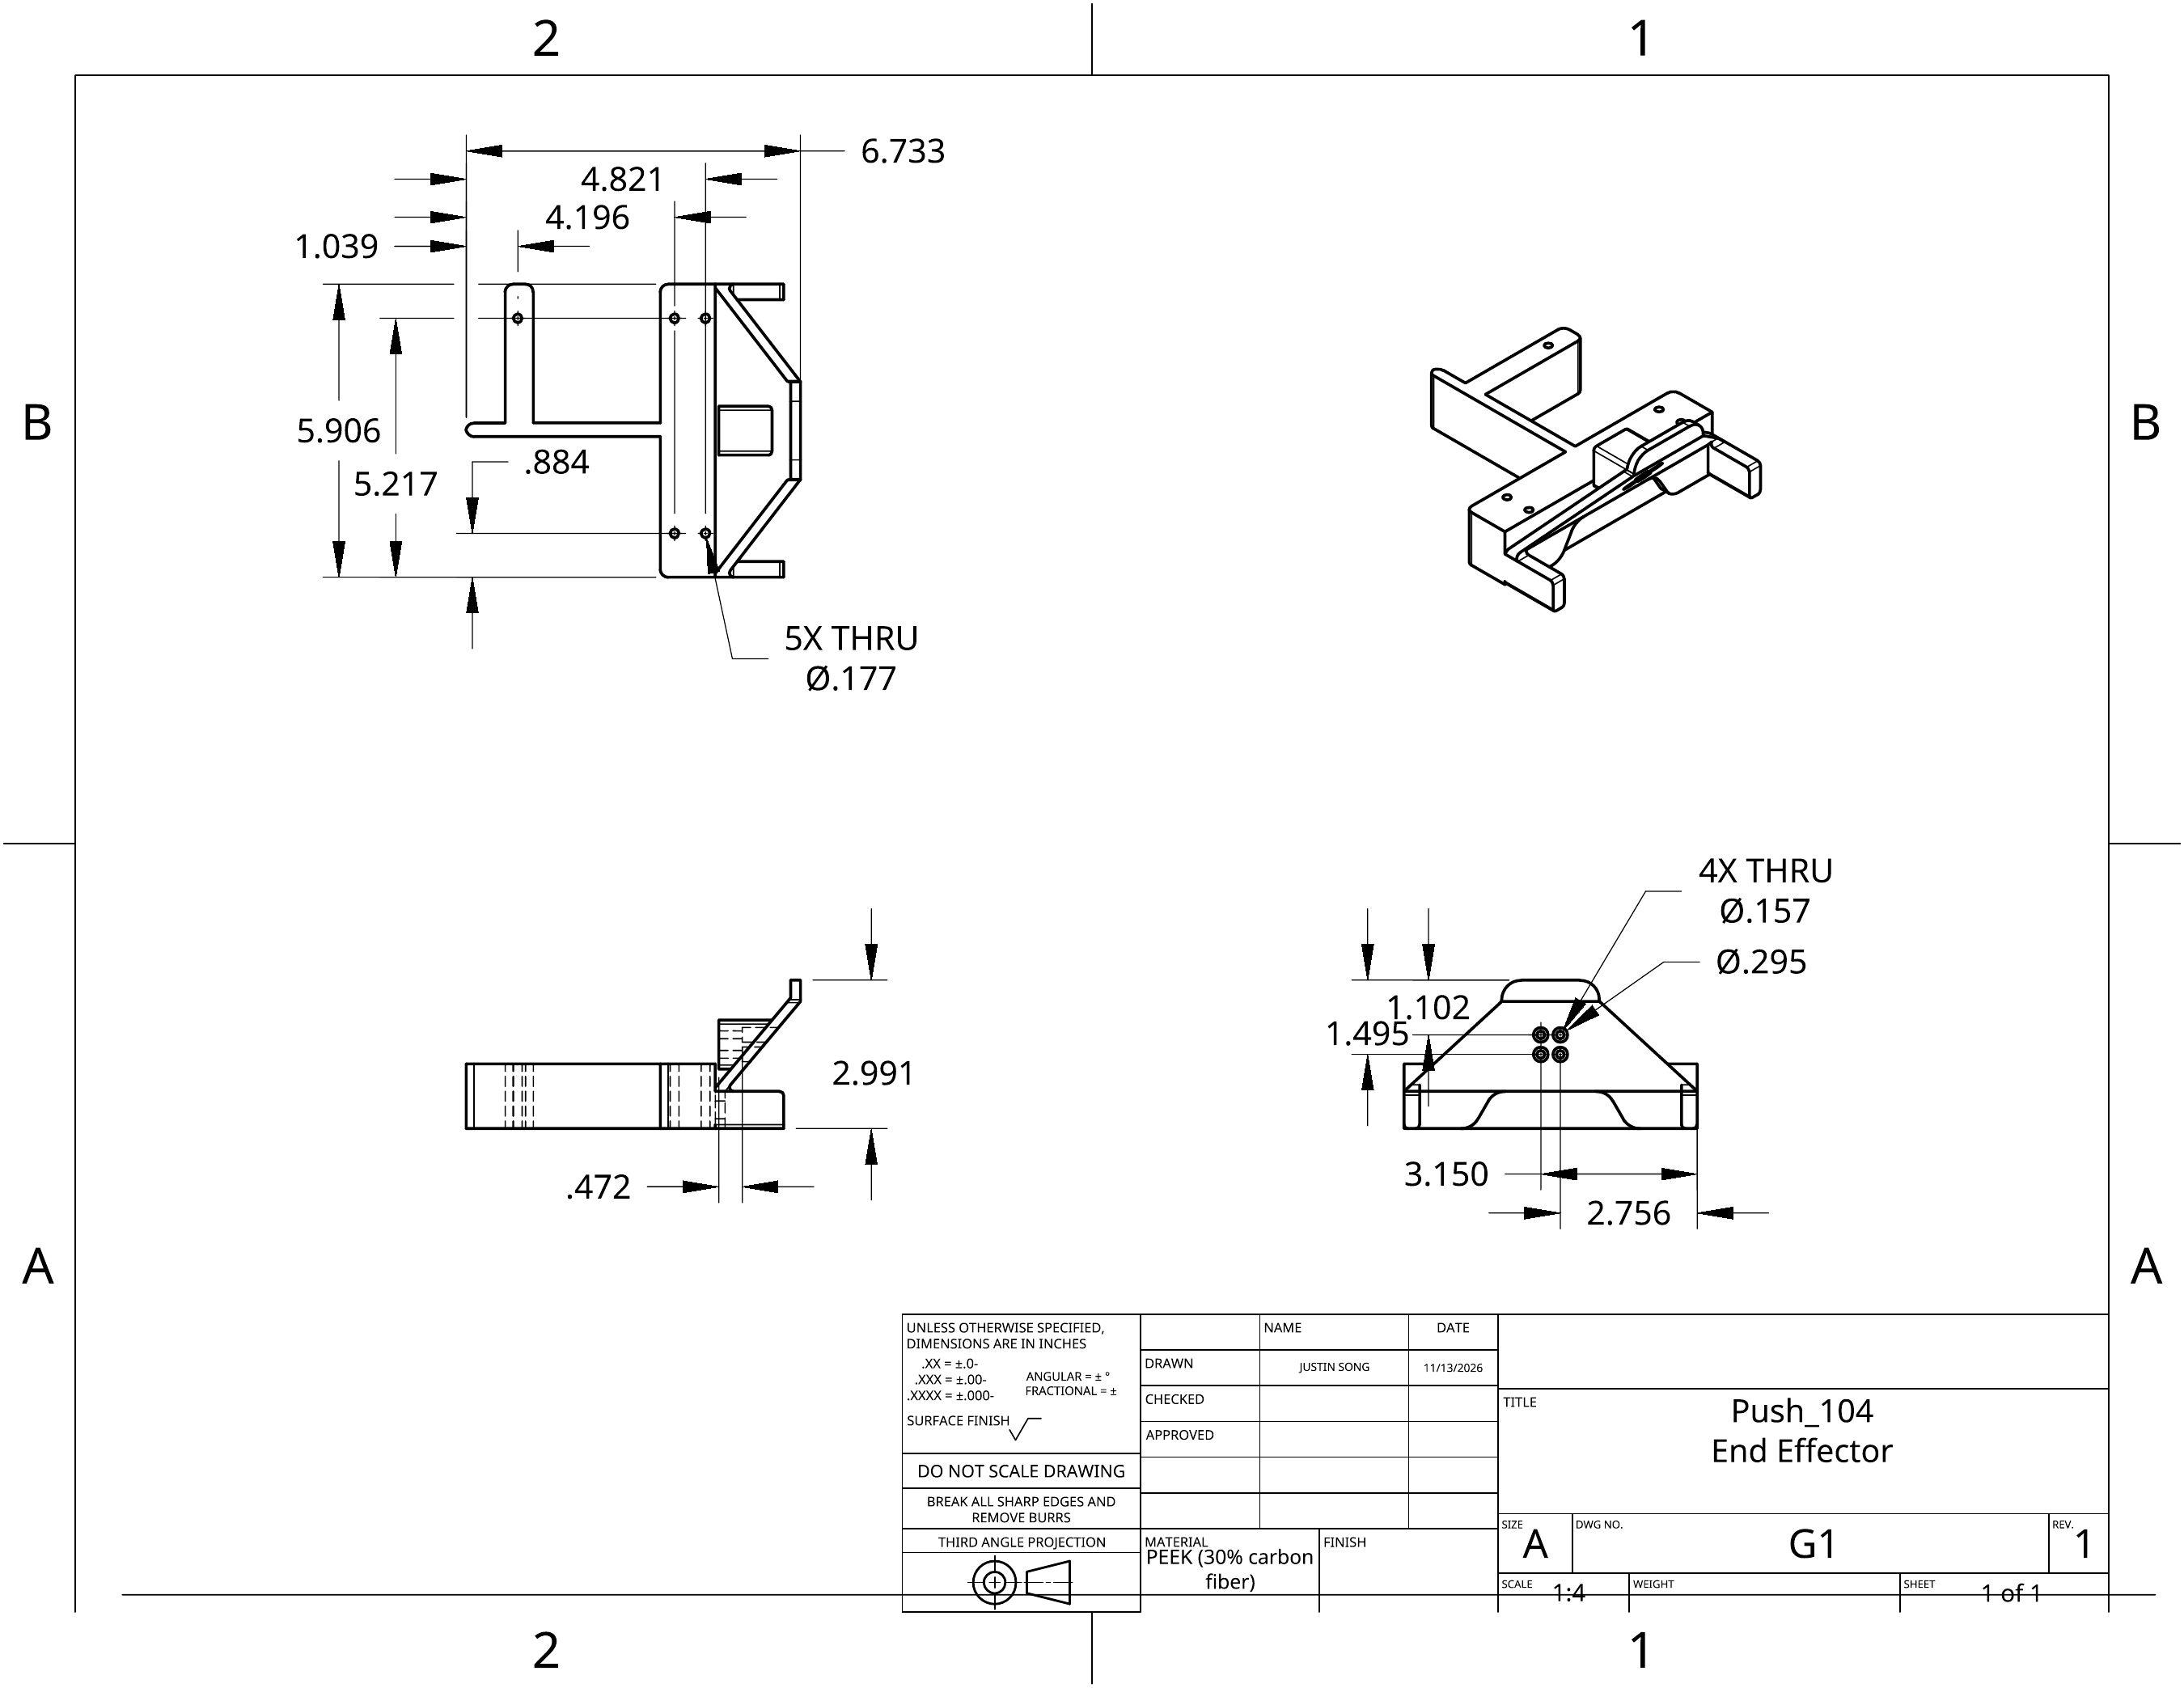 2
1
6.733
4.821
4.196
1.039
B
B
5.906
.884
5.217
5X THRU
Ø.177
4X THRU
Ø.157
Ø.295
1.102
1.495
2.991
.472
3.150
2.756
A
A
UNLESS OTHERWISE SPECIFIED,
DIMENSIONS ARE IN INCHES
.XX = ±.0-
.XXX = ±.00-
.XXXX = ±.000-
ANGULAR = ± °
FRACTIONAL = ±
SURFACE FINISH
DO NOT SCALE DRAWING
BREAK ALL SHARP EDGES AND
REMOVE BURRS
THIRD ANGLE PROJECTION
NAME
DATE
DRAWN
JUSTIN SONG
11/13/2026
CHECKED
APPROVED
MATERIAL
PEEK (30% carbon
fiber)
FINISH
TITLE
Push_104
End Effector
SIZE
A
DWG NO.
G1
REV.
1
SCALE
1:4
WEIGHT
SHEET
1 of 1
2
1